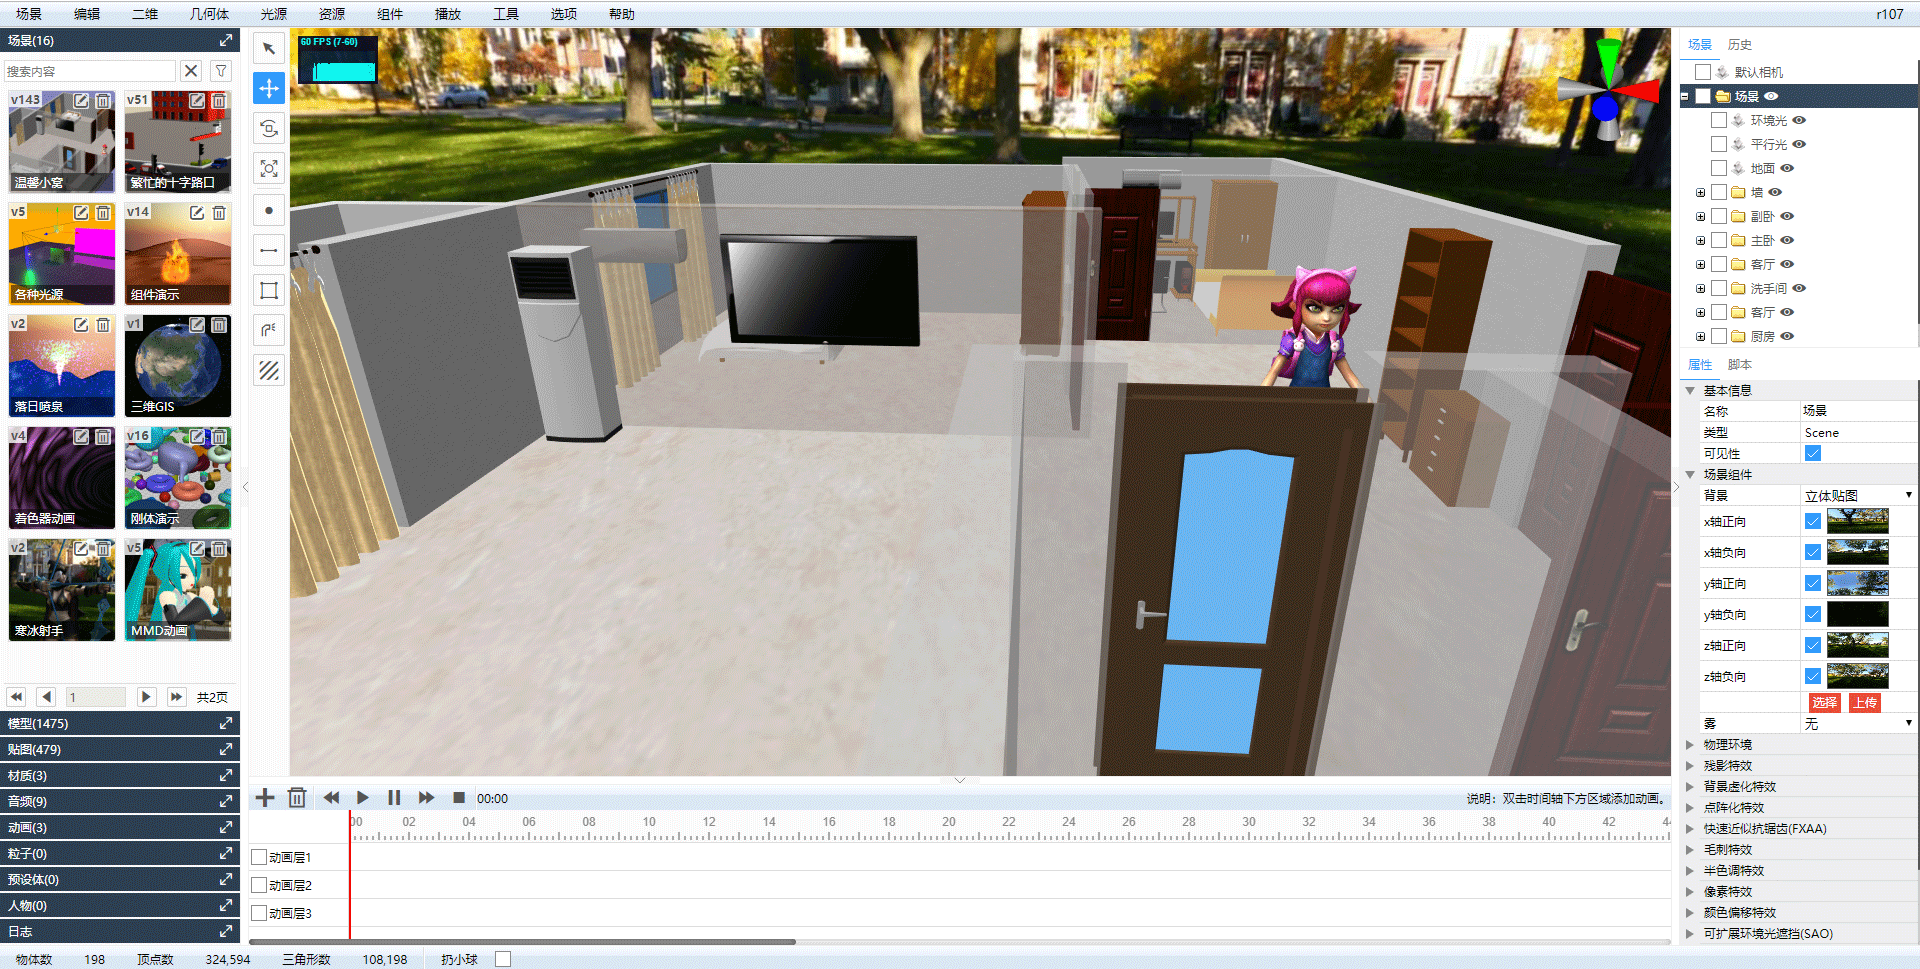 场景 编辑 二维 几何体 光源 资源 组件 播放 工具 选项 帮助 r107
场景(16)
搜索内容
v143
温馨小窝
v51
繁忙的十字路口
v5
各种光源
v14
组件演示
v2
落日喷泉
v1
三维GIS
v4
着色器动画
v16
刚体演示
v2
寒冰射手
v5
MMD动画
1 共2页
模型(1475)
贴图(479)
材质(3)
音频(9)
动画(3)
粒子(0)
预设体(0)
人物(0)
日志
60 FPS (7-60)
00:00 说明：双击时间轴下方区域添加动画。
00 02 04 06 08 10 12 14 16 18 20 22 24 26 28 30 32 34 36 38 40 42 44
动画层1
动画层2
动画层3
场景 历史
默认相机
场景
环境光
平行光
地面
墙
副卧
主卧
客厅
洗手间
客厅
厨房
属性 脚本
基本信息
名称 场景
类型 Scene
可见性
场景组件
背景 立体贴图
x轴正向
x轴负向
y轴正向
y轴负向
z轴正向
z轴负向
选择 上传
雾 无
物理环境
残影特效
背景虚化特效
点阵化特效
快速近似抗锯齿(FXAA)
毛刺特效
半色调特效
像素特效
颜色偏移特效
可扩展环境光遮挡(SAO)
物体数 198 顶点数 324,594 三角形数 108,198 扔小球